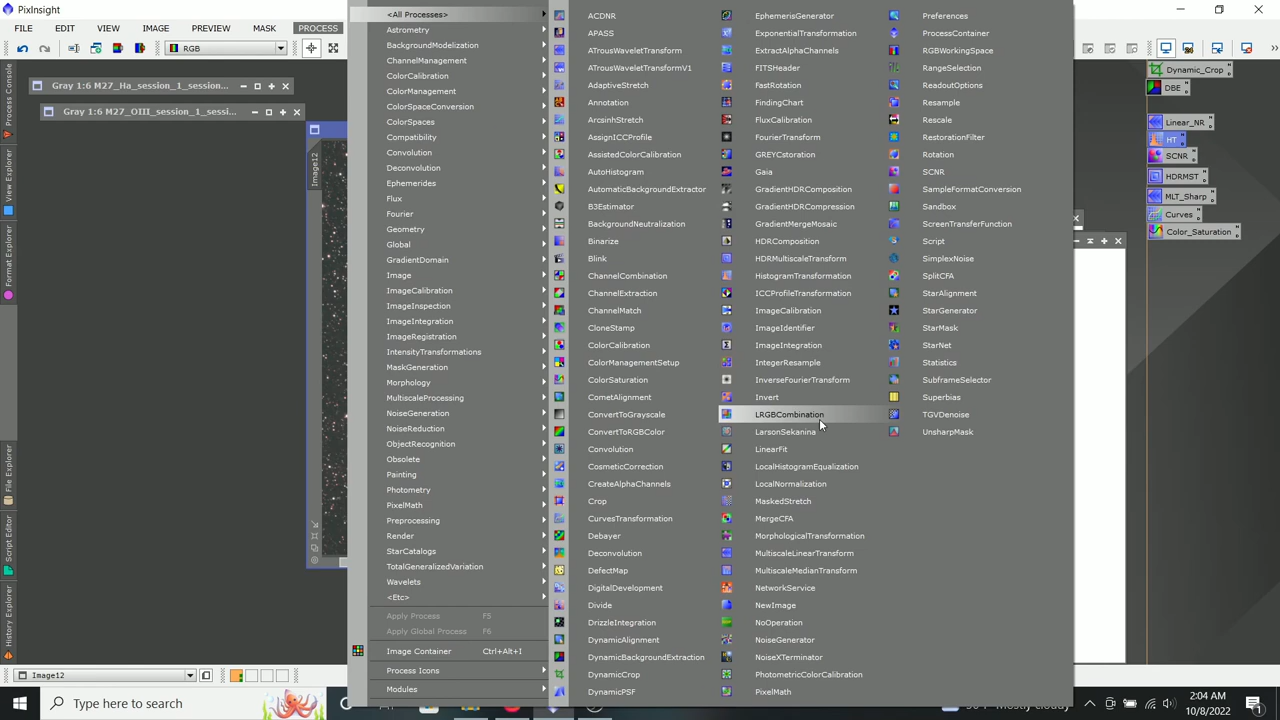 PixInsight
FILE
EDIT
VIEW
IMAGE
PREVIEW
PROCESS
Process Explorer
View Explorer
File Explorer
Format Explorer
History Explorer
Process Console
Script Editor
File Explorer
History Explorer
Gray 1:6 M27_Ha_session_1_session...
Gray 1:6 M27_OIII_session_1_sessi...
Image12
Image12
<All Processes>
Astrometry
BackgroundModelization
ChannelManagement
ColorCalibration
ColorManagement
ColorSpaceConversion
ColorSpaces
Compatibility
Convolution
Deconvolution
Ephemerides
Flux
Fourier
Geometry
Global
GradientDomain
Image
ImageCalibration
ImageInspection
ImageIntegration
ImageRegistration
IntensityTransformations
MaskGeneration
Morphology
MultiscaleProcessing
NoiseGeneration
NoiseReduction
ObjectRecognition
Obsolete
Painting
Photometry
PixelMath
Preprocessing
Render
StarCatalogs
TotalGeneralizedVariation
Wavelets
<Etc>
Apply Process F5
Apply Global Process F6
Image Container Ctrl+Alt+I
Process Icons
Modules
ACDNR
APASS
ATrousWaveletTransform
ATrousWaveletTransformV1
AdaptiveStretch
Annotation
ArcsinhStretch
AssignICCProfile
AssistedColorCalibration
AutoHistogram
AutomaticBackgroundExtractor
B3Estimator
BackgroundNeutralization
Binarize
Blink
ChannelCombination
ChannelExtraction
ChannelMatch
CloneStamp
ColorCalibration
ColorManagementSetup
ColorSaturation
CometAlignment
ConvertToGrayscale
ConvertToRGBColor
Convolution
CosmeticCorrection
CreateAlphaChannels
Crop
CurvesTransformation
Debayer
Deconvolution
DefectMap
DigitalDevelopment
Divide
DrizzleIntegration
DynamicAlignment
DynamicBackgroundExtraction
DynamicCrop
DynamicPSF
EphemerisGenerator
ExponentialTransformation
ExtractAlphaChannels
FITSHeader
FastRotation
FindingChart
FluxCalibration
FourierTransform
GREYCstoration
Gaia
GradientHDRComposition
GradientHDRCompression
GradientMergeMosaic
HDRComposition
HDRMultiscaleTransform
HistogramTransformation
ICCProfileTransformation
ImageCalibration
ImageIdentifier
ImageIntegration
IntegerResample
InverseFourierTransform
Invert
LRGBCombination
LarsonSekanina
LinearFit
LocalHistogramEqualization
LocalNormalization
MaskedStretch
MergeCFA
MorphologicalTransformation
MultiscaleLinearTransform
MultiscaleMedianTransform
NetworkService
NewImage
NoOperation
NoiseGenerator
NoiseXTerminator
PhotometricColorCalibration
PixelMath
Preferences
ProcessContainer
RGBWorkingSpace
RangeSelection
ReadoutOptions
Resample
Rescale
RestorationFilter
Rotation
SCNR
SampleFormatConversion
Sandbox
ScreenTransferFunction
Script
SimplexNoise
SplitCFA
StarAlignment
StarGenerator
StarMask
StarNet
Statistics
SubframeSelector
Superbias
TGVDenoise
UnsharpMask
Dynamic_Crop
DBE
Linear_NR
HT
SCNR
HDRMST
MLT_Sharp
Curves
Color_Saturation
2:04 AM
10/8/2